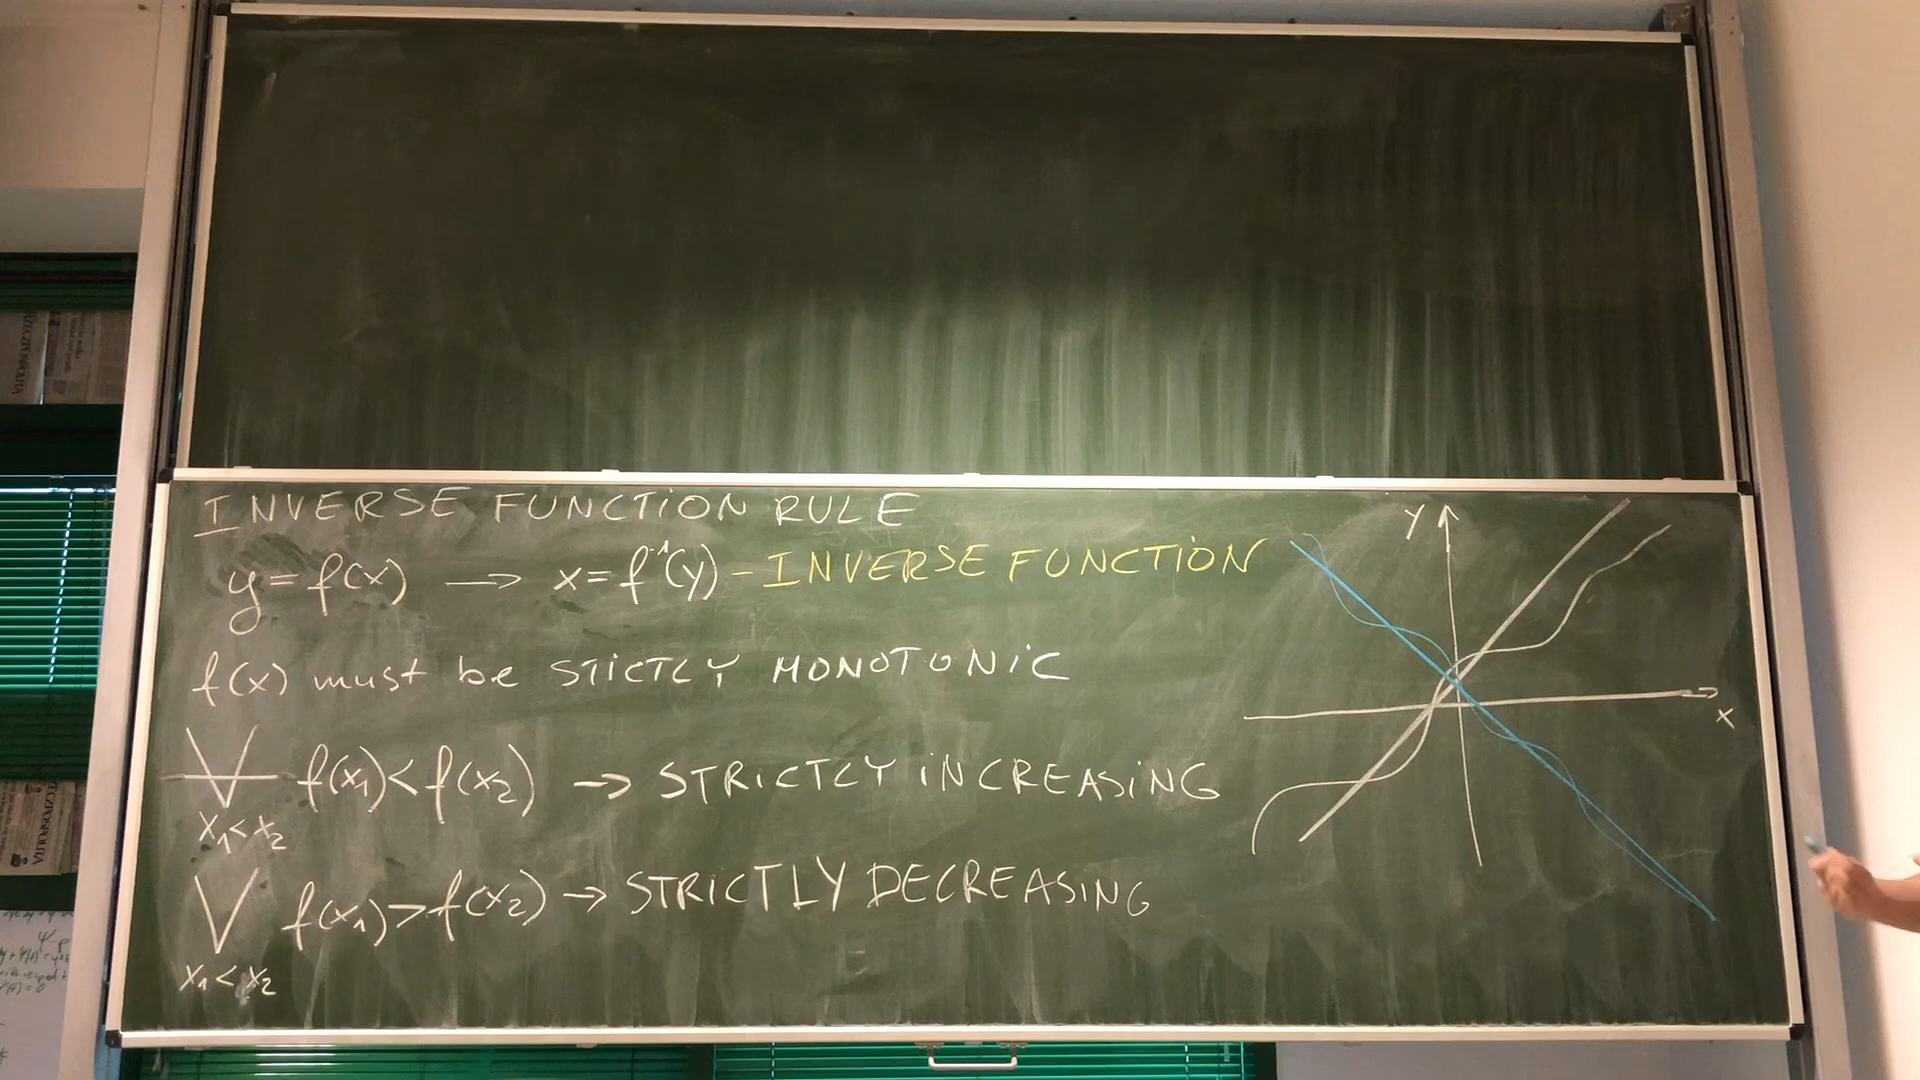 INVERSE FUNCTION RULE
y = f(x) → x = f⁻¹(y) - INVERSE FUNCTION
f(x) must be STICTLY MONOTONIC
∀ f(x₁) < f(x₂) → STRICTLY INCREASING
x₁ < x₂
∀ f(x₁) > f(x₂) → STRICTLY DECREASING
x₁ < x₂
y
x
RZECZPOSPOLITA